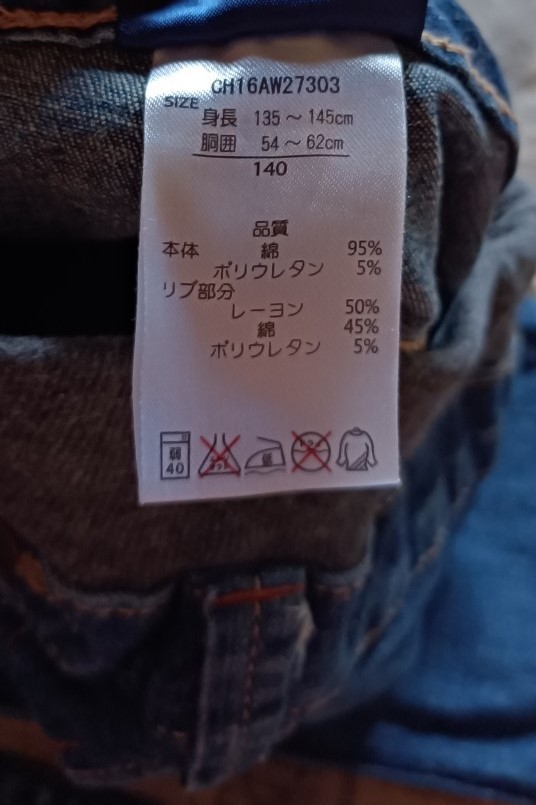 CH16AW27303
SIZE
身長 135～145cm
胴囲 54～62cm
140
品質
本体 綿 95%
ポリウレタン 5%
リブ部分
レーヨン 50%
綿 45%
ポリウレタン 5%
弱
40